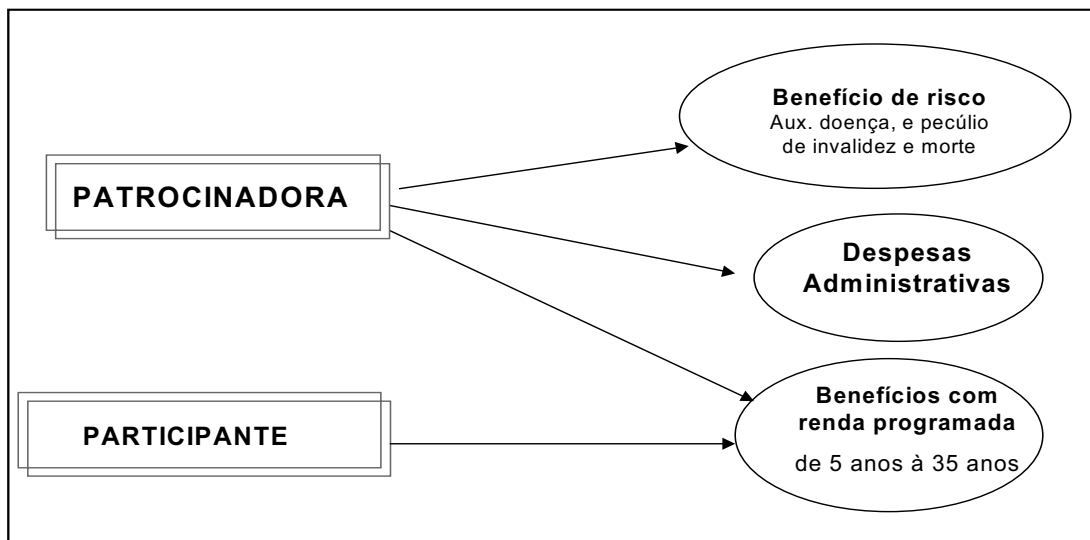 Benefício de risco
Aux. doença, e pecúlio
de invalidez e morte
PATROCINADORA
Despesas
Administrativas
Benefícios com
renda programada
de 5 anos à 35 anos
PARTICIPANTE